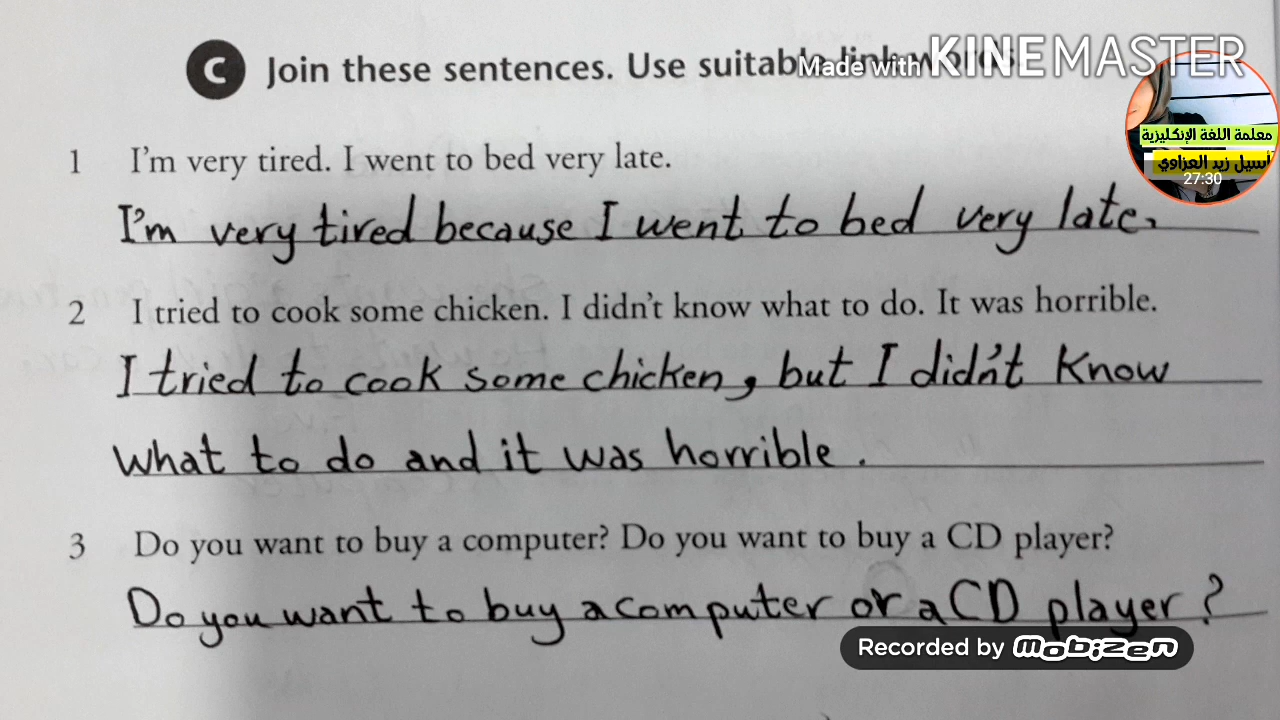 C Join these sentences. Use suitable link words.
Made with KINEMASTER
معلمة اللغة الإنكليزية
أسيل زيد العزاوي
27:30
1 I'm very tired. I went to bed very late.
I'm very tired because I went to bed very late.
2 I tried to cook some chicken. I didn't know what to do. It was horrible.
I tried to cook some chicken, but I didn't know
what to do and it was horrible.
3 Do you want to buy a computer? Do you want to buy a CD player?
Do you want to buy a computer or a CD player?
Recorded by mobizen